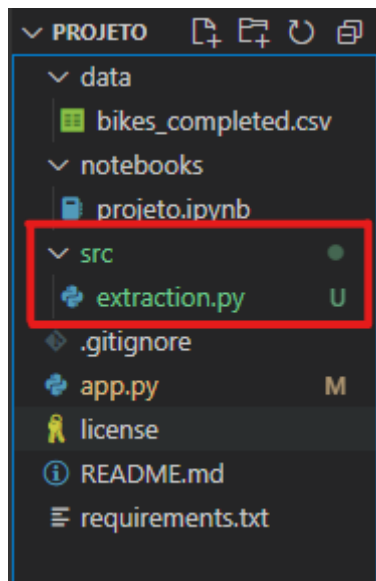 PROJETO
data
bikes_completed.csv
notebooks
projeto.ipynb
src
extraction.py U
.gitignore
app.py M
license
README.md
requirements.txt